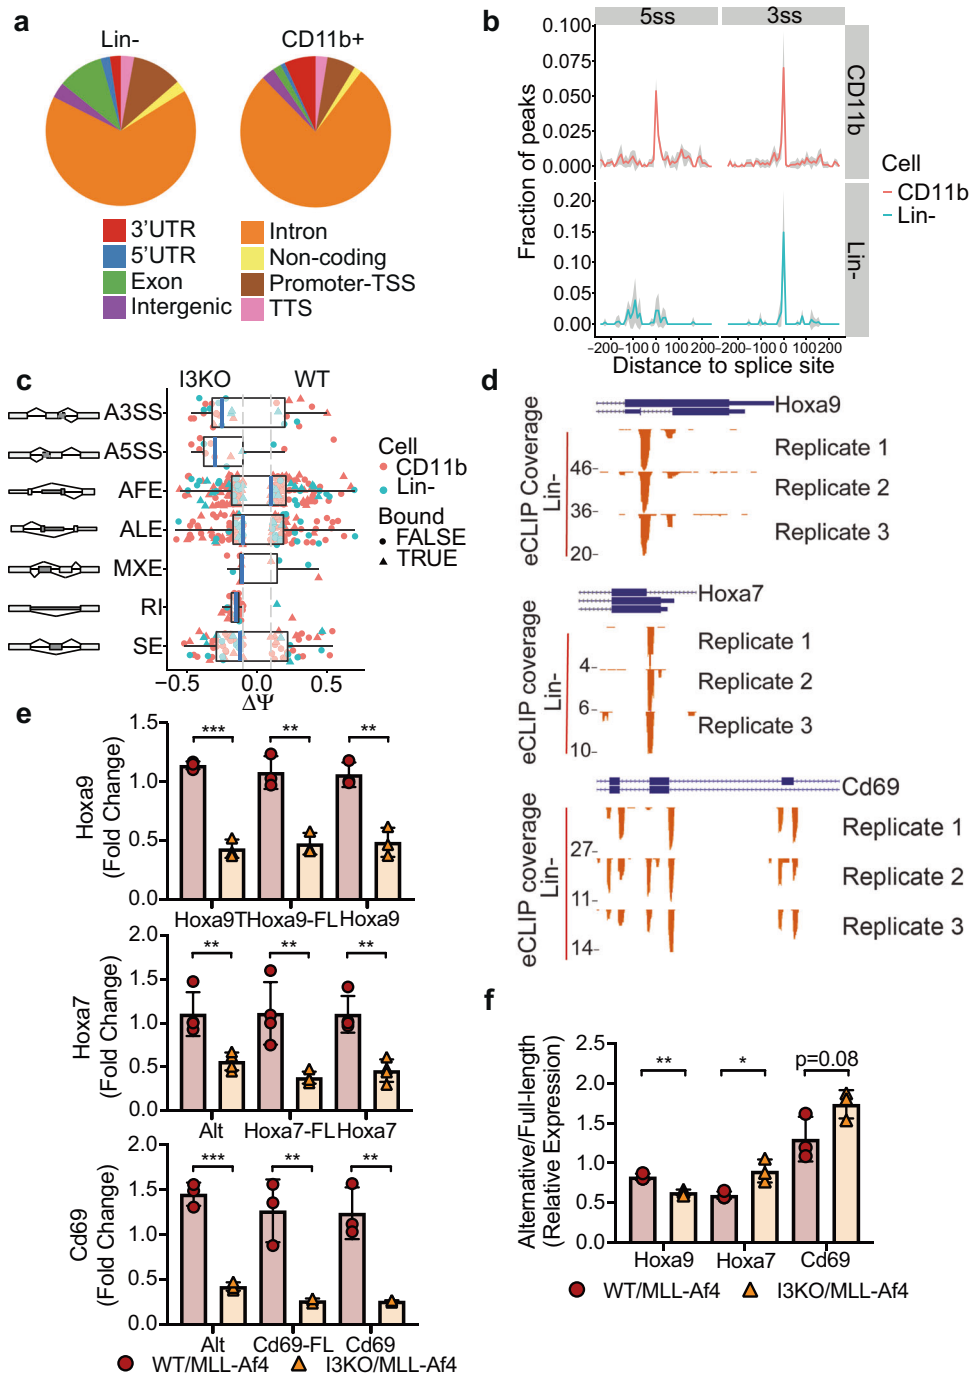 a
Lin-
CD11b+
3'UTR
5'UTR
Exon
Intergenic
Intron
Non-coding
Promoter-TSS
TTS
b
5ss
3ss
Fraction of peaks
0.100
0.075
0.050
0.025
0.000
0.20
0.15
0.10
0.05
0.00
CD11b
Lin-
-200 -100 0 100 200
-200 -100 0 100 200
Distance to splice site
Cell
CD11b
Lin-
c
I3KO
WT
A3SS
A5SS
AFE
ALE
MXE
RI
SE
-0.5
0.0
0.5
ΔΨ
Cell
CD11b
Lin-
Bound
FALSE
TRUE
d
Hoxa9
eCLIP Coverage
Lin-
Replicate 1
46
Replicate 2
36
Replicate 3
20
Hoxa7
eCLIP coverage
Lin-
Replicate 1
4
Replicate 2
6
Replicate 3
10
Cd69
eCLIP coverage
Lin-
Replicate 1
27
Replicate 2
11
Replicate 3
14
e
Hoxa9
(Fold Change)
1.5
1.0
0.5
0.0
*** ** **
Hoxa9T Hoxa9-FL Hoxa9
Hoxa7
(Fold Change)
2.0
1.5
1.0
0.5
0.0
** ** **
Alt Hoxa7-FL Hoxa7
Cd69
(Fold Change)
2.0
1.5
1.0
0.5
0.0
*** ** **
Alt Cd69-FL Cd69
WT/MLL-Af4 I3KO/MLL-Af4
f
Alternative/Full-length
(Relative Expression)
2.5
2.0
1.5
1.0
0.5
0.0
** * p=0.08
Hoxa9 Hoxa7 Cd69
WT/MLL-Af4 I3KO/MLL-Af4